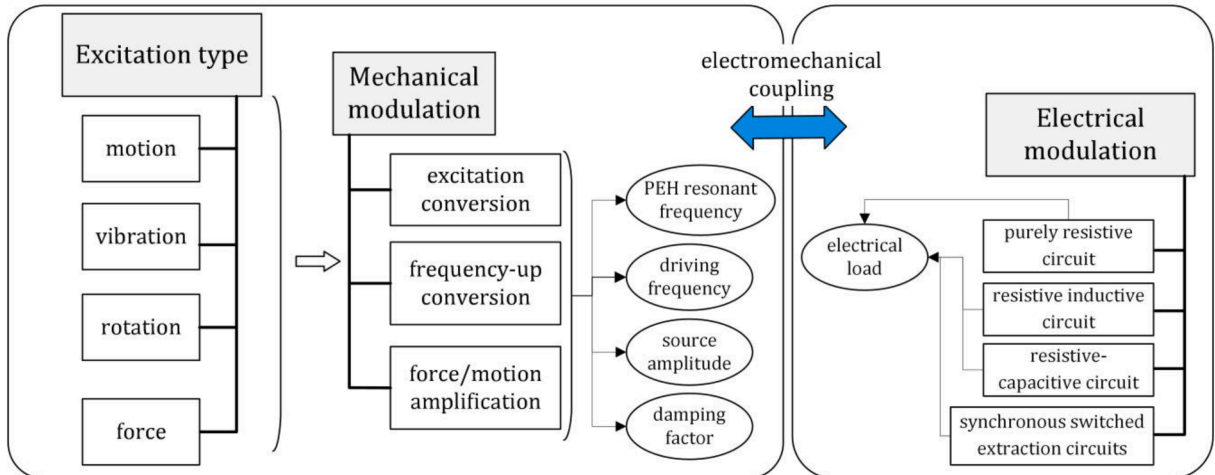 Excitation type
motion
vibration
rotation
force
Mechanical
modulation
excitation
conversion
frequency-up
conversion
force/motion
amplification
PEH resonant
frequency
driving
frequency
source
amplitude
damping
factor
electromechanical
coupling
Electrical
modulation
electrical
load
purely resistive
circuit
resistive inductive
circuit
resistive-
capacitive circuit
synchronous switched
extraction circuits